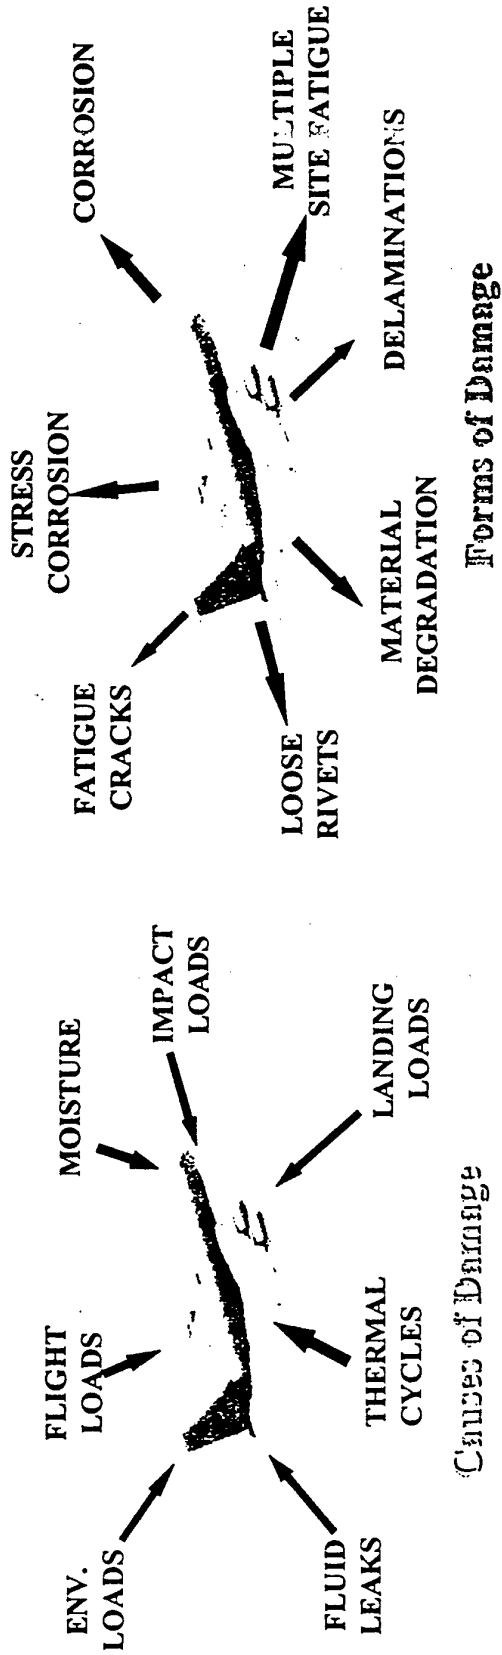 ENV.
LOADS
FLIGHT
LOADS
MOISTURE
IMPACT
LOADS
FLUID
LEAKS
THERMAL
CYCLES
LANDING
LOADS
Causes of Damage
FATIGUE
CRACKS
STRESS
CORROSION
CORROSION
LOOSE
RIVETS
MATERIAL
DEGRADATION
DELAMINATIONS
MULTIPLE
SITE FATIGUE
Forms of Damage